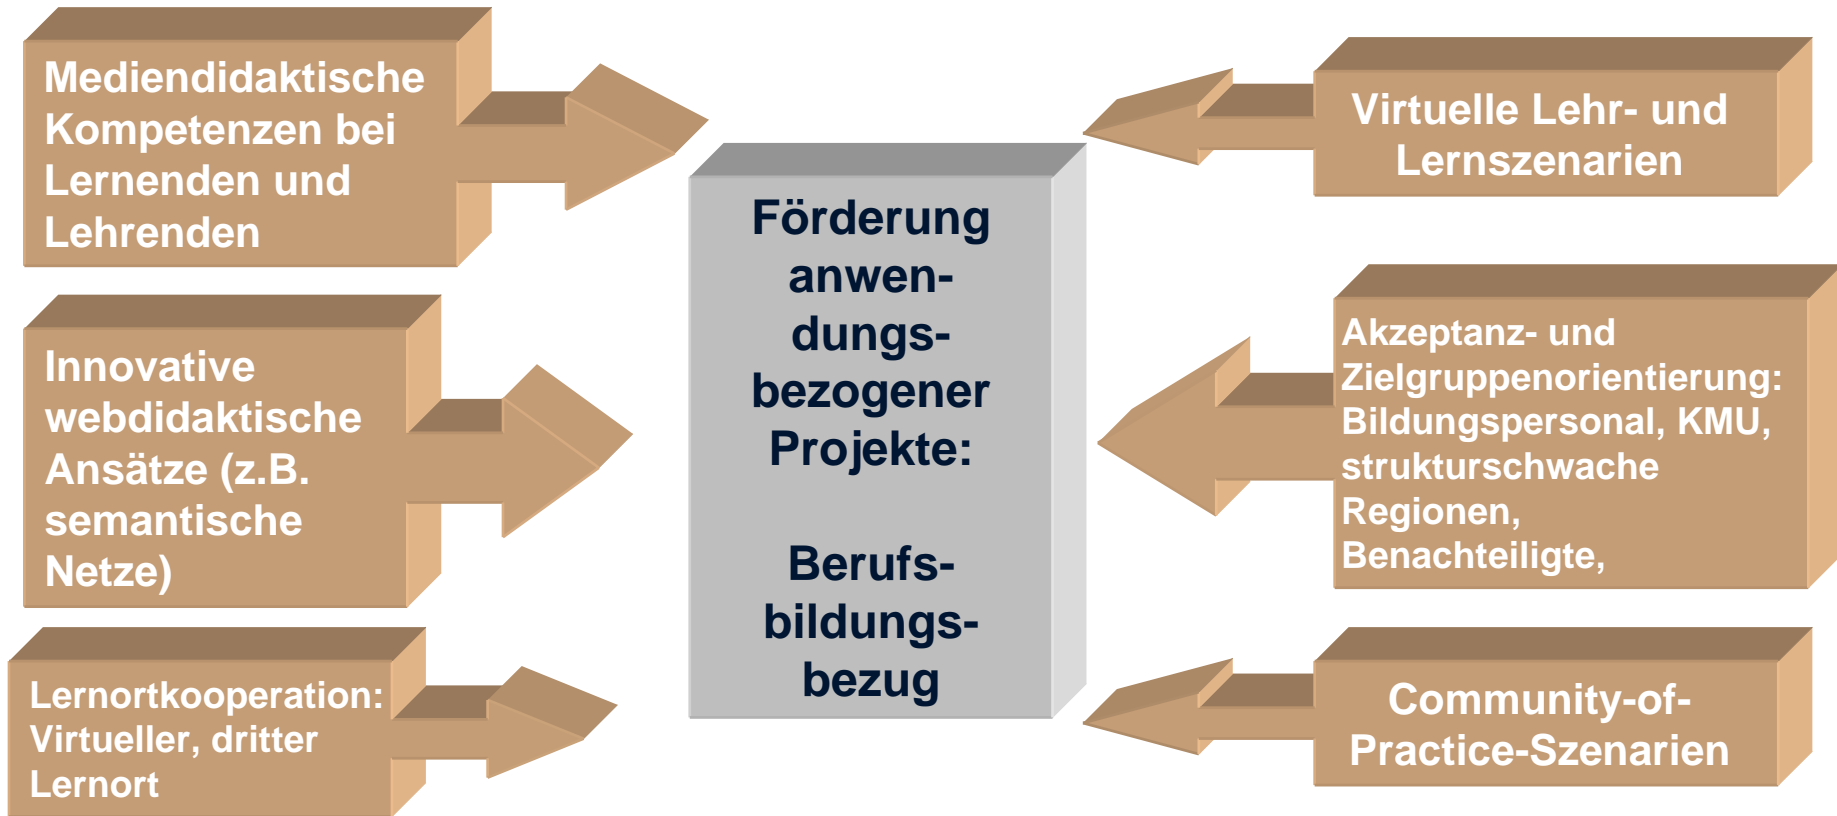 Mediendidaktische
Kompetenzen bei
Lernenden und
Lehrenden
Innovative
webdidaktische
Ansätze (z.B.
semantische
Netze)
Lernortkooperation:
Virtueller, dritter
Lernort
Förderung
anwen-
dungs-
bezogener
Projekte:
Berufs-
bildungs-
bezug
Virtuelle Lehr- und
Lernszenarien
Akzeptanz- und
Zielgruppenorientierung:
Bildungspersonal, KMU,
strukturschwache
Regionen,
Benachteiligte,
Community-of-
Practice-Szenarien